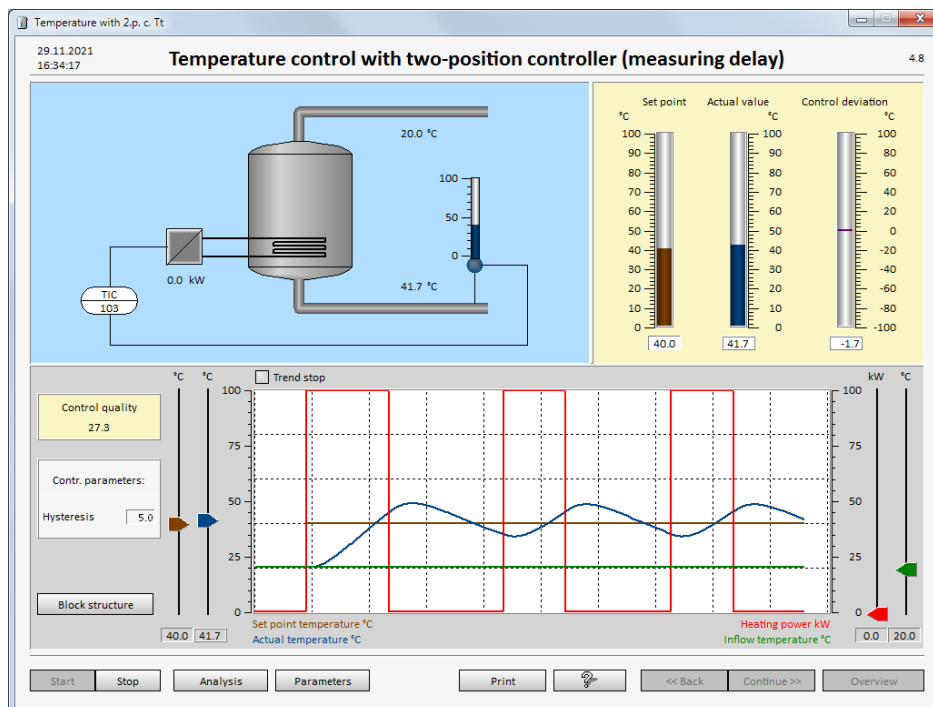 Temperature with 2.p. c. Tt
29.11.2021
16:34:17
Temperature control with two-position controller (measuring delay)
4.8
20.0 °C
100
50
0
0.0 kW
41.7 °C
TIC
103
Set point Actual value Control deviation
°C °C °C
100 100 100
90 90 80
80 80 60
70 70 40
60 60 20
50 50 0
40 40 -20
30 30 -40
20 20 -60
10 10 -80
0 0 -100
40.0 41.7 -1.7
°C °C
Trend stop
kW °C
Control quality
27.3
Contr. parameters:
Hysteresis 5.0
Block structure
40.0 41.7
100 100
75 75
50 50
25 25
0 0
Set point temperature °C Heating power kW
Actual temperature °C Inflow temperature °C
0.0 20.0
Start Stop Analysis Parameters Print ? << Back Continue >> Overview